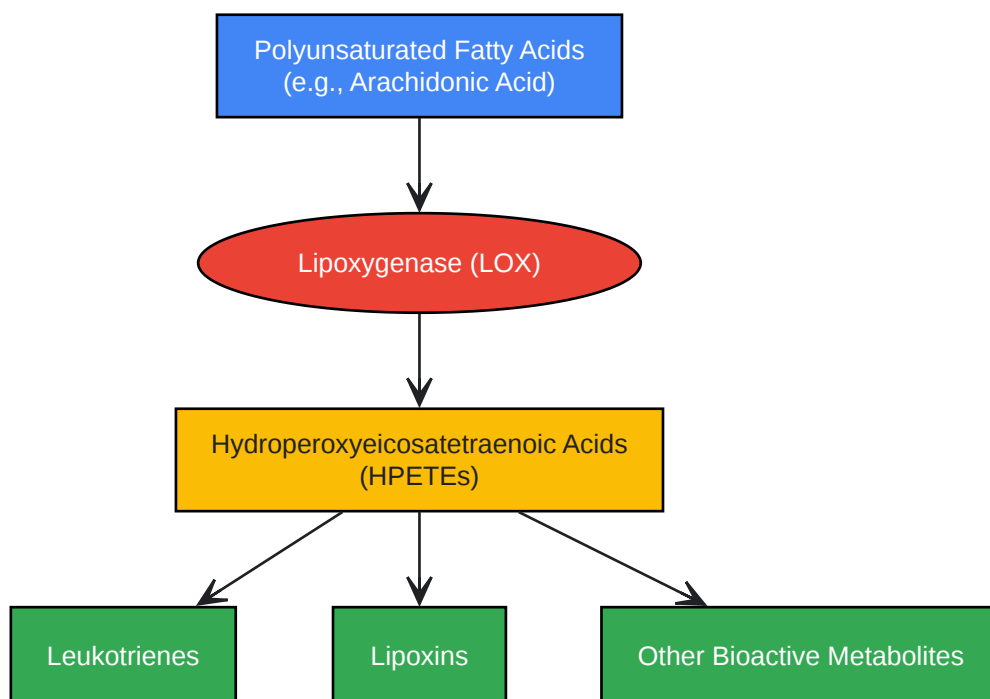 Polyunsaturated Fatty Acids
(e.g., Arachidonic Acid)
Lipoxygenase (LOX)
Hydroperoxyeicosatetraenoic Acids
(HPETEs)
Leukotrienes
Lipoxins
Other Bioactive Metabolites